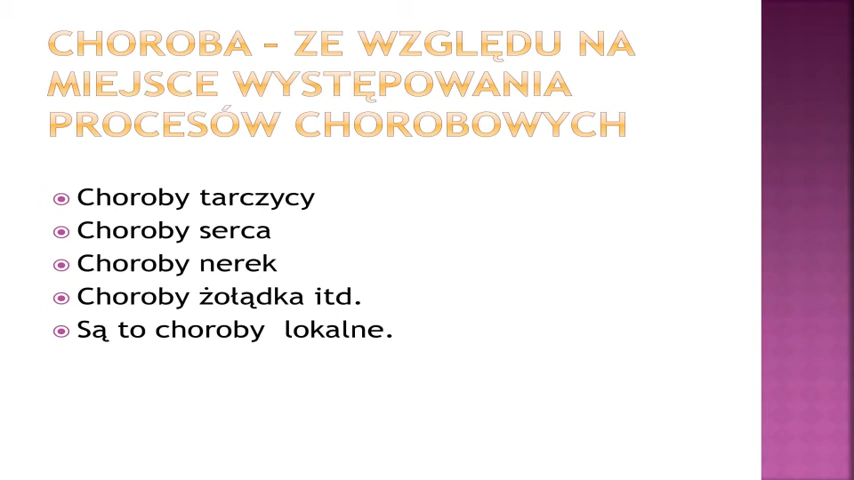 CHOROBA – ZE WZGLĘDU NA
MIEJSCE WYSTĘPOWANIA
PROCESÓW CHOROBOWYCH
Choroby tarczycy
Choroby serca
Choroby nerek
Choroby żołądka itd.
Są to choroby  lokalne.